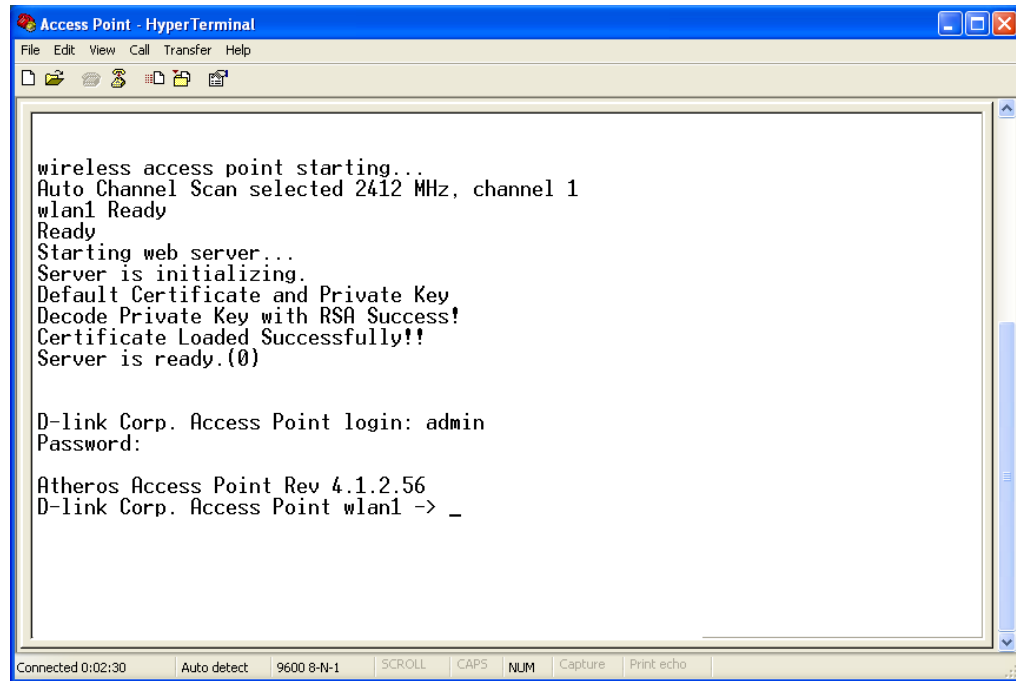 Access Point - HyperTerminal
File Edit View Call Transfer Help
wireless access point starting...
Auto Channel Scan selected 2412 MHz, channel 1
wlan1 Ready
Ready
Starting web server...
Server is initializing.
Default Certificate and Private Key
Decode Private Key with RSA Success!
Certificate Loaded Successfully!!
Server is ready.(0)
D-link Corp. Access Point login: admin
Password:
Atheros Access Point Rev 4.1.2.56
D-link Corp. Access Point wlan1 -> _
Connected 0:02:30 Auto detect 9600 8-N-1 SCROLL CAPS NUM Capture Print echo